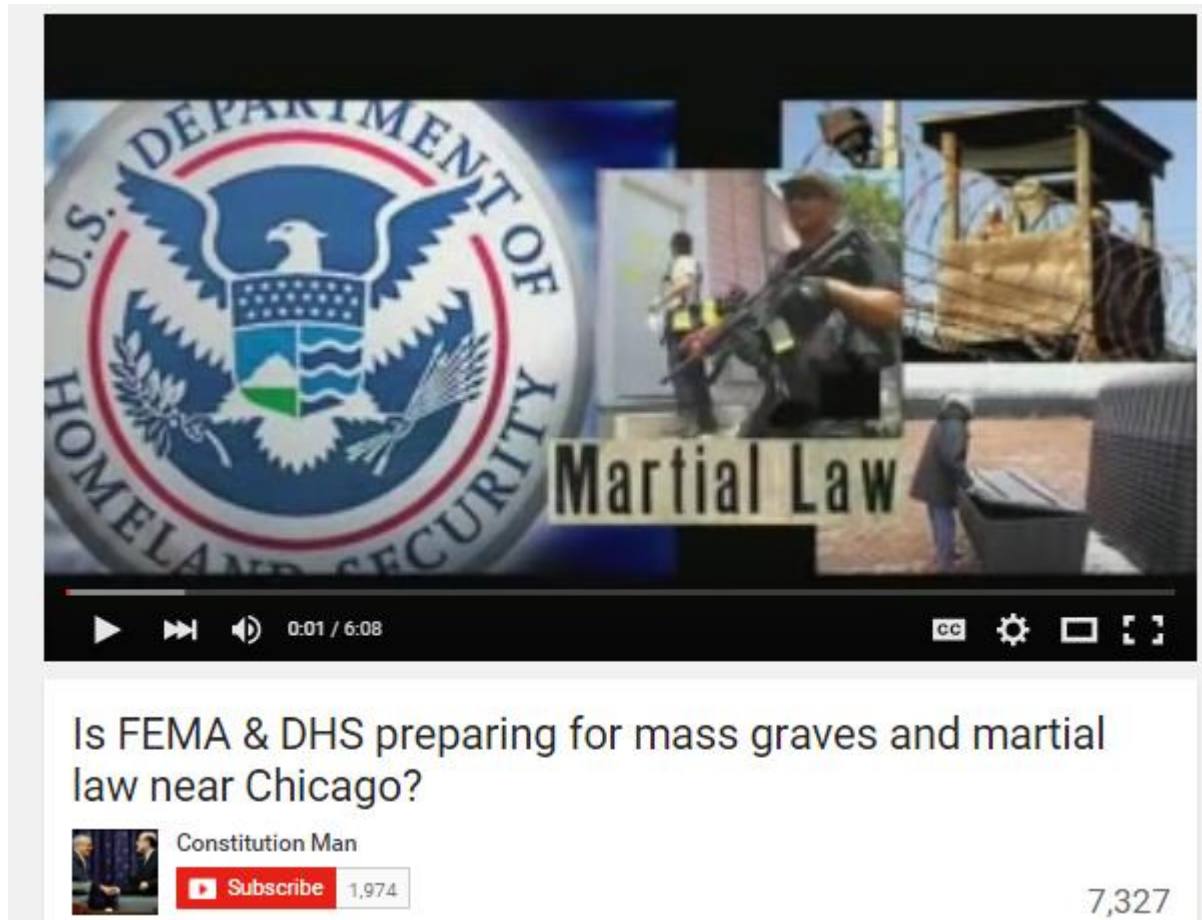 U.S. DEPARTMENT OF
HOMELAND SECURITY
Martial Law
0:01 / 6:08
CC
Is FEMA & DHS preparing for mass graves and martial
law near Chicago?
Constitution Man
Subscribe 1,974
7,327